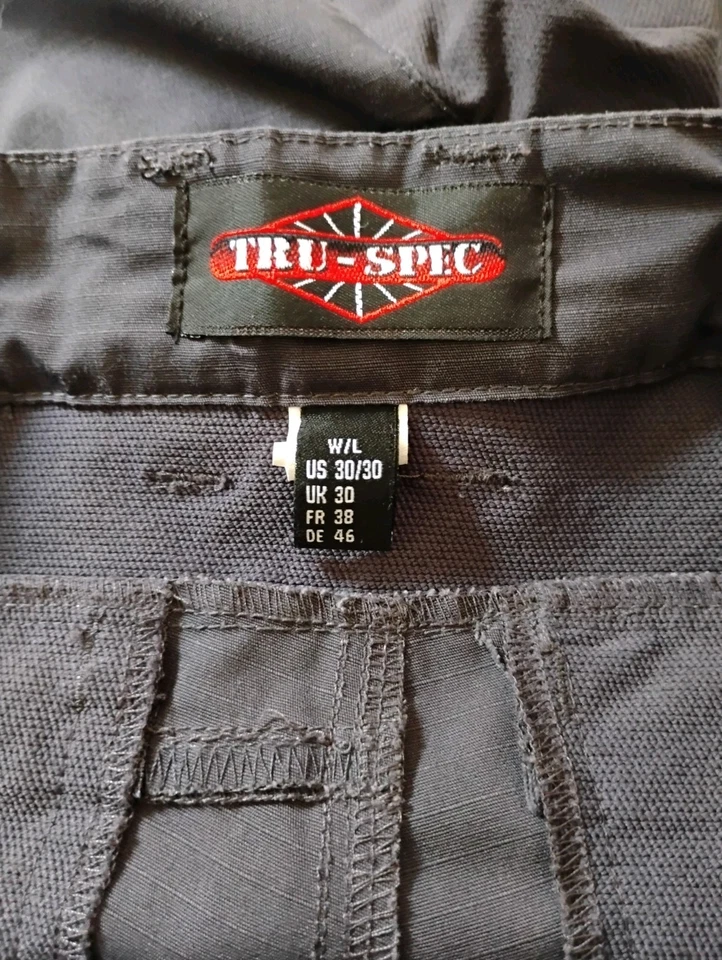 TRU-SPEC
W/L
US 30/30
UK 30
FR 38
DE 46